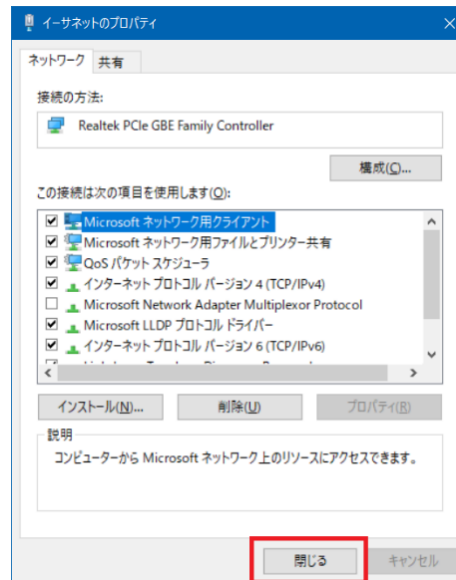 イーサネットのプロパティ
ネットワーク 共有
接続の方法:
Realtek PCIe GBE Family Controller
構成(C)...
この接続は次の項目を使用します(O):
Microsoft ネットワーク用クライアント
Microsoft ネットワーク用ファイルとプリンター共有
QoS パケット スケジューラ
インターネット プロトコル バージョン 4 (TCP/IPv4)
Microsoft Network Adapter Multiplexor Protocol
Microsoft LLDP プロトコル ドライバー
インターネット プロトコル バージョン 6 (TCP/IPv6)
インストール(N)... 削除(U) プロパティ(R)
説明
コンピューターから Microsoft ネットワーク上のリソースにアクセスできます。
閉じる キャンセル